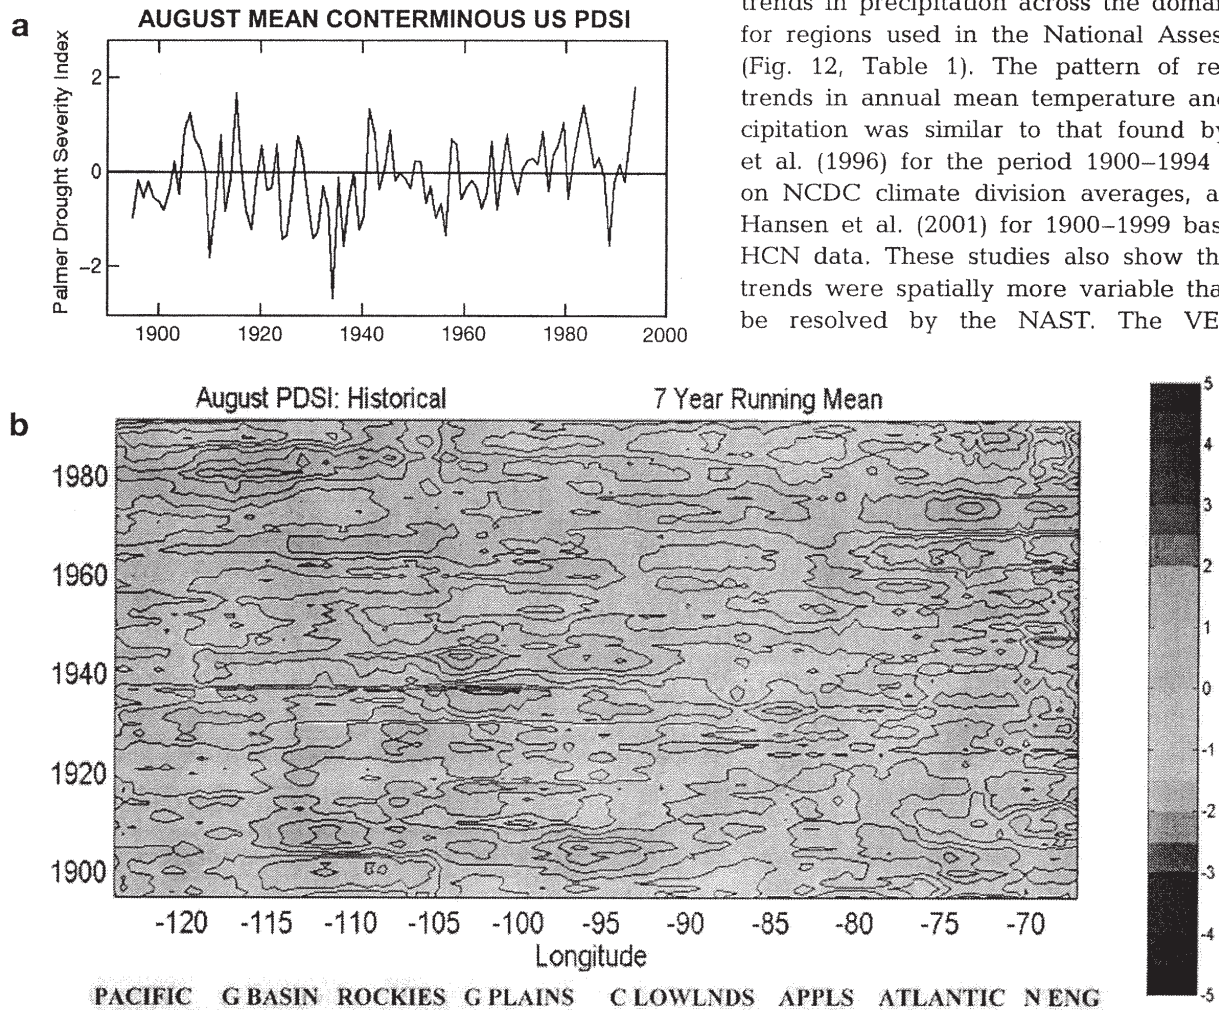 a
AUGUST MEAN CONTERMINOUS US PDSI
Palmer Drought Severity Index
2
0
−2
1900 1920 1940 1960 1980 2000
trends in precipitation across the domain
for regions used in the National Asses
(Fig. 12, Table 1). The pattern of re
trends in annual mean temperature and
cipitation was similar to that found by
et al. (1996) for the period 1900–1994
on NCDC climate division averages, a
Hansen et al. (2001) for 1900–1999 bas
HCN data. These studies also show th
trends were spatially more variable tha
be resolved by the NAST. The VE
b
August PDSI: Historical 7 Year Running Mean
1980
1960
1940
1920
1900
-120 -115 -110 -105 -100 -95 -90 -85 -80 -75 -70
Longitude
PACIFIC G BASIN ROCKIES G PLAINS C LOWLNDS APPLS ATLANTIC N ENG
5
4
3
2
1
0
-1
-2
-3
-4
-5